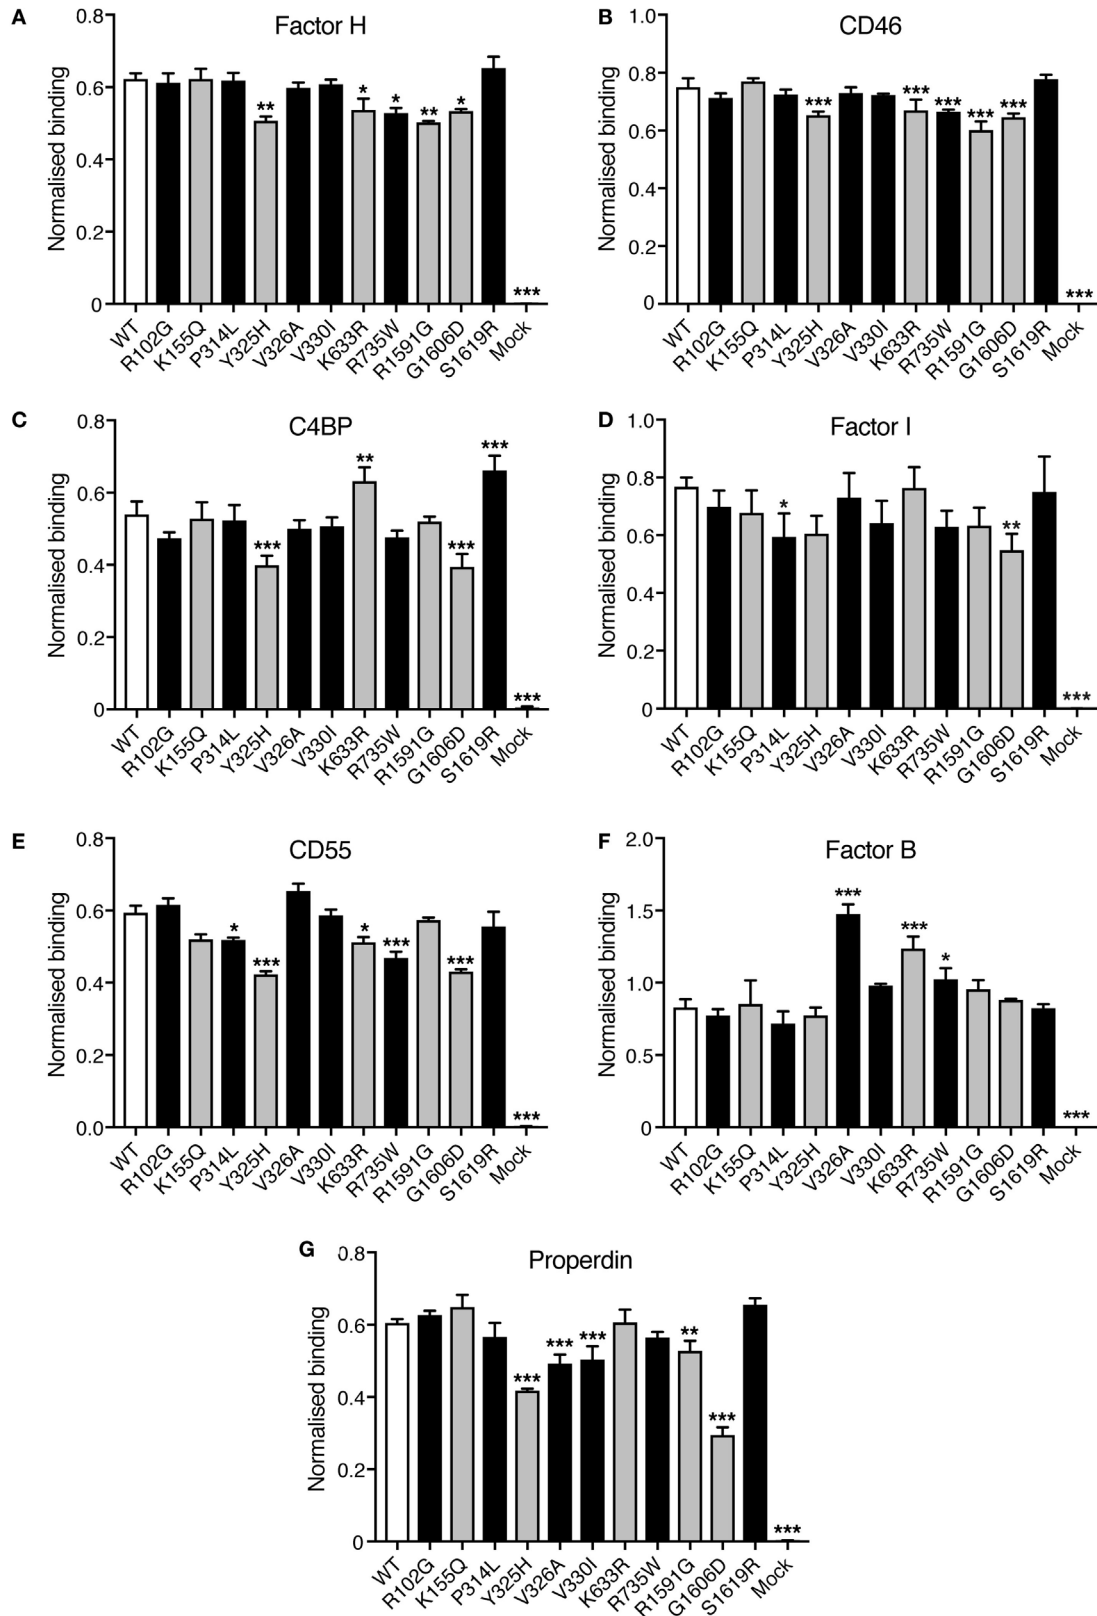 A
Factor H
Normalised binding
0.8
0.6
0.4
0.2
0
** * * ** * ***
WT R102G K155Q P314L Y325H V326A V330I K633R R735W R1591G G1606D S1619R Mock
B
CD46
Normalised binding
1.0
0.8
0.6
0.4
0.2
0
*** *** *** *** *** ***
WT R102G K155Q P314L Y325H V326A V330I K633R R735W R1591G G1606D S1619R Mock
C
C4BP
Normalised binding
0.8
0.6
0.4
0.2
0
*** ** *** *** ***
WT R102G K155Q P314L Y325H V326A V330I K633R R735W R1591G G1606D S1619R Mock
D
Factor I
Normalised binding
1.0
0.8
0.6
0.4
0.2
0
* ** ***
WT R102G K155Q P314L Y325H V326A V330I K633R R735W R1591G G1606D S1619R Mock
E
CD55
Normalised binding
0.8
0.6
0.4
0.2
0.0
* *** * *** *** ***
WT R102G K155Q P314L Y325H V326A V330I K633R R735W R1591G G1606D S1619R Mock
F
Factor B
Normalised binding
2.0
1.5
1.0
0.5
0
*** *** * ***
WT R102G K155Q P314L Y325H V326A V330I K633R R735W R1591G G1606D S1619R Mock
G
Properdin
Normalised binding
0.8
0.6
0.4
0.2
0
*** *** *** ** *** ***
WT R102G K155Q P314L Y325H V326A V330I K633R R735W R1591G G1606D S1619R Mock